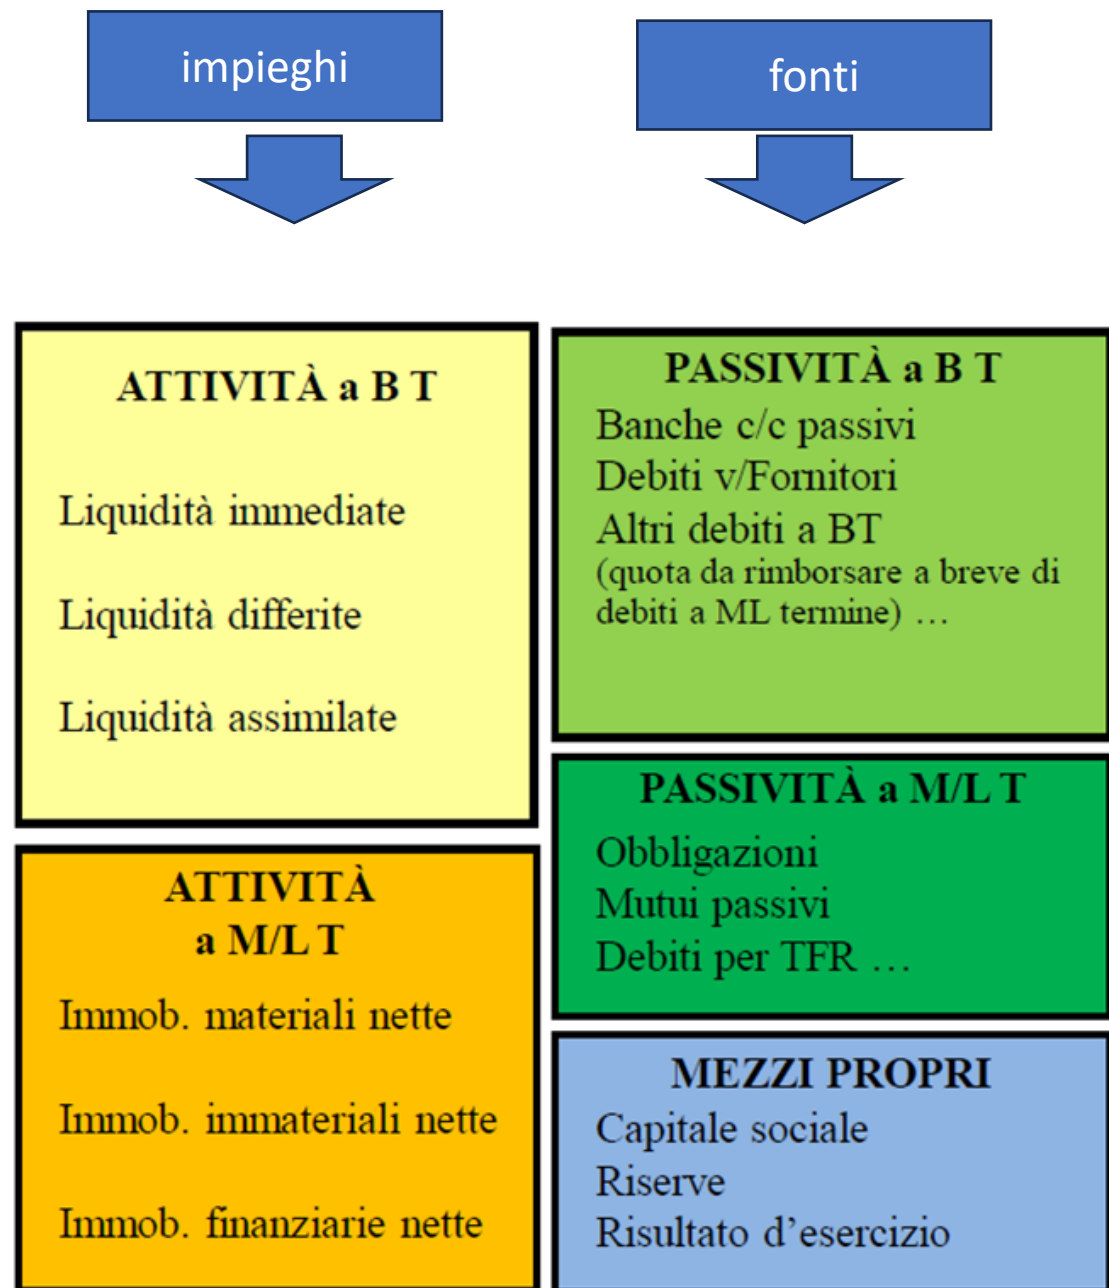 impieghi
fonti
ATTIVITÀ a B T
Liquidità immediate
Liquidità differite
Liquidità assimilate
ATTIVITÀ
a M/L T
Immob. materiali nette
Immob. immateriali nette
Immob. finanziarie nette
PASSIVITÀ a B T
Banche c/c passivi
Debiti v/Fornitori
Altri debiti a BT
(quota da rimborsare a breve di
debiti a ML termine) …
PASSIVITÀ a M/L T
Obbligazioni
Mutui passivi
Debiti per TFR …
MEZZI PROPRI
Capitale sociale
Riserve
Risultato d’esercizio